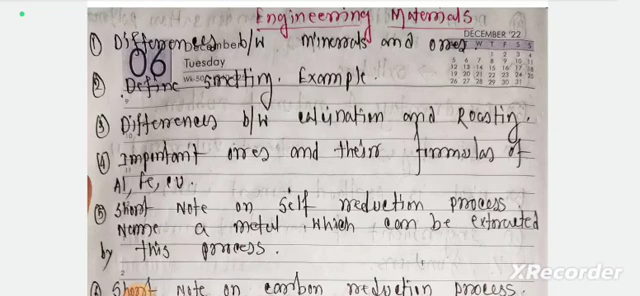 Engineering Materials
① Differences b/w Minerals and ores
DECEMBER '22
06 December
Tuesday
② Define Smelting. Example.
③ Differences b/w calcination and Roasting.
④ Important ores and their formulas of
Al, Fe, cu.
⑤ Short Note on Self reduction process.
Name a metal which can be extracted
by this process.
Short Note on carbon reduction process.
XRecorder